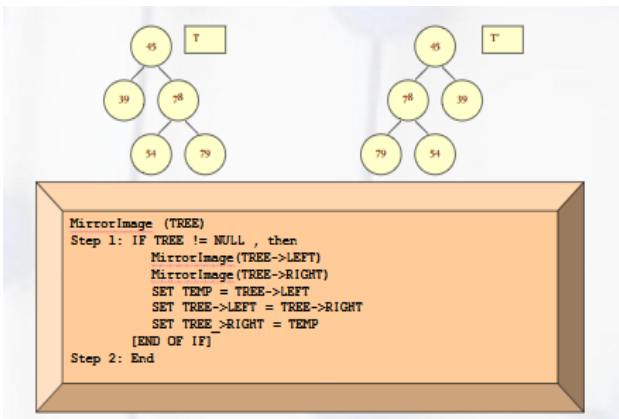 T
T'
45
45
39
78
78
39
54
79
79
54
MirrorImage (TREE)
Step 1: IF TREE != NULL , then
MirrorImage(TREE->LEFT)
MirrorImage(TREE->RIGHT)
SET TEMP = TREE->LEFT
SET TREE->LEFT = TREE->RIGHT
SET TREE_>RIGHT = TEMP
[END OF IF]
Step 2: End